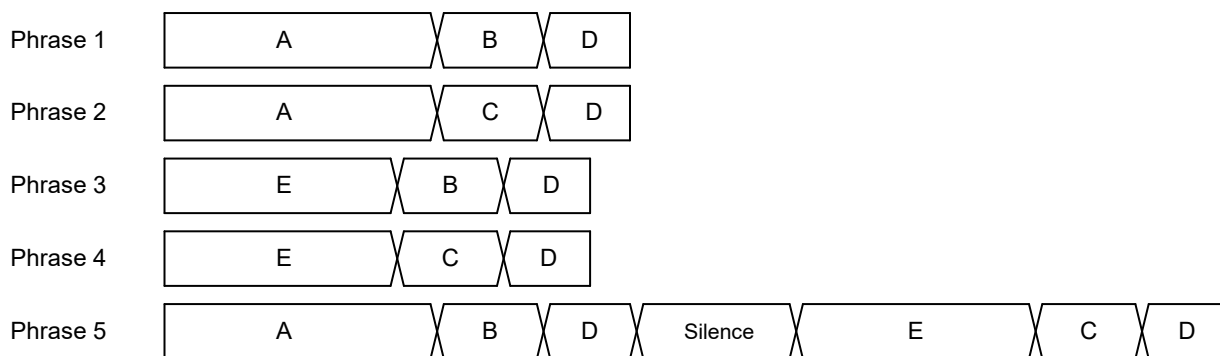 Phrase 1 A B D
Phrase 2 A C D
Phrase 3 E B D
Phrase 4 E C D
Phrase 5 A B D Silence E C D